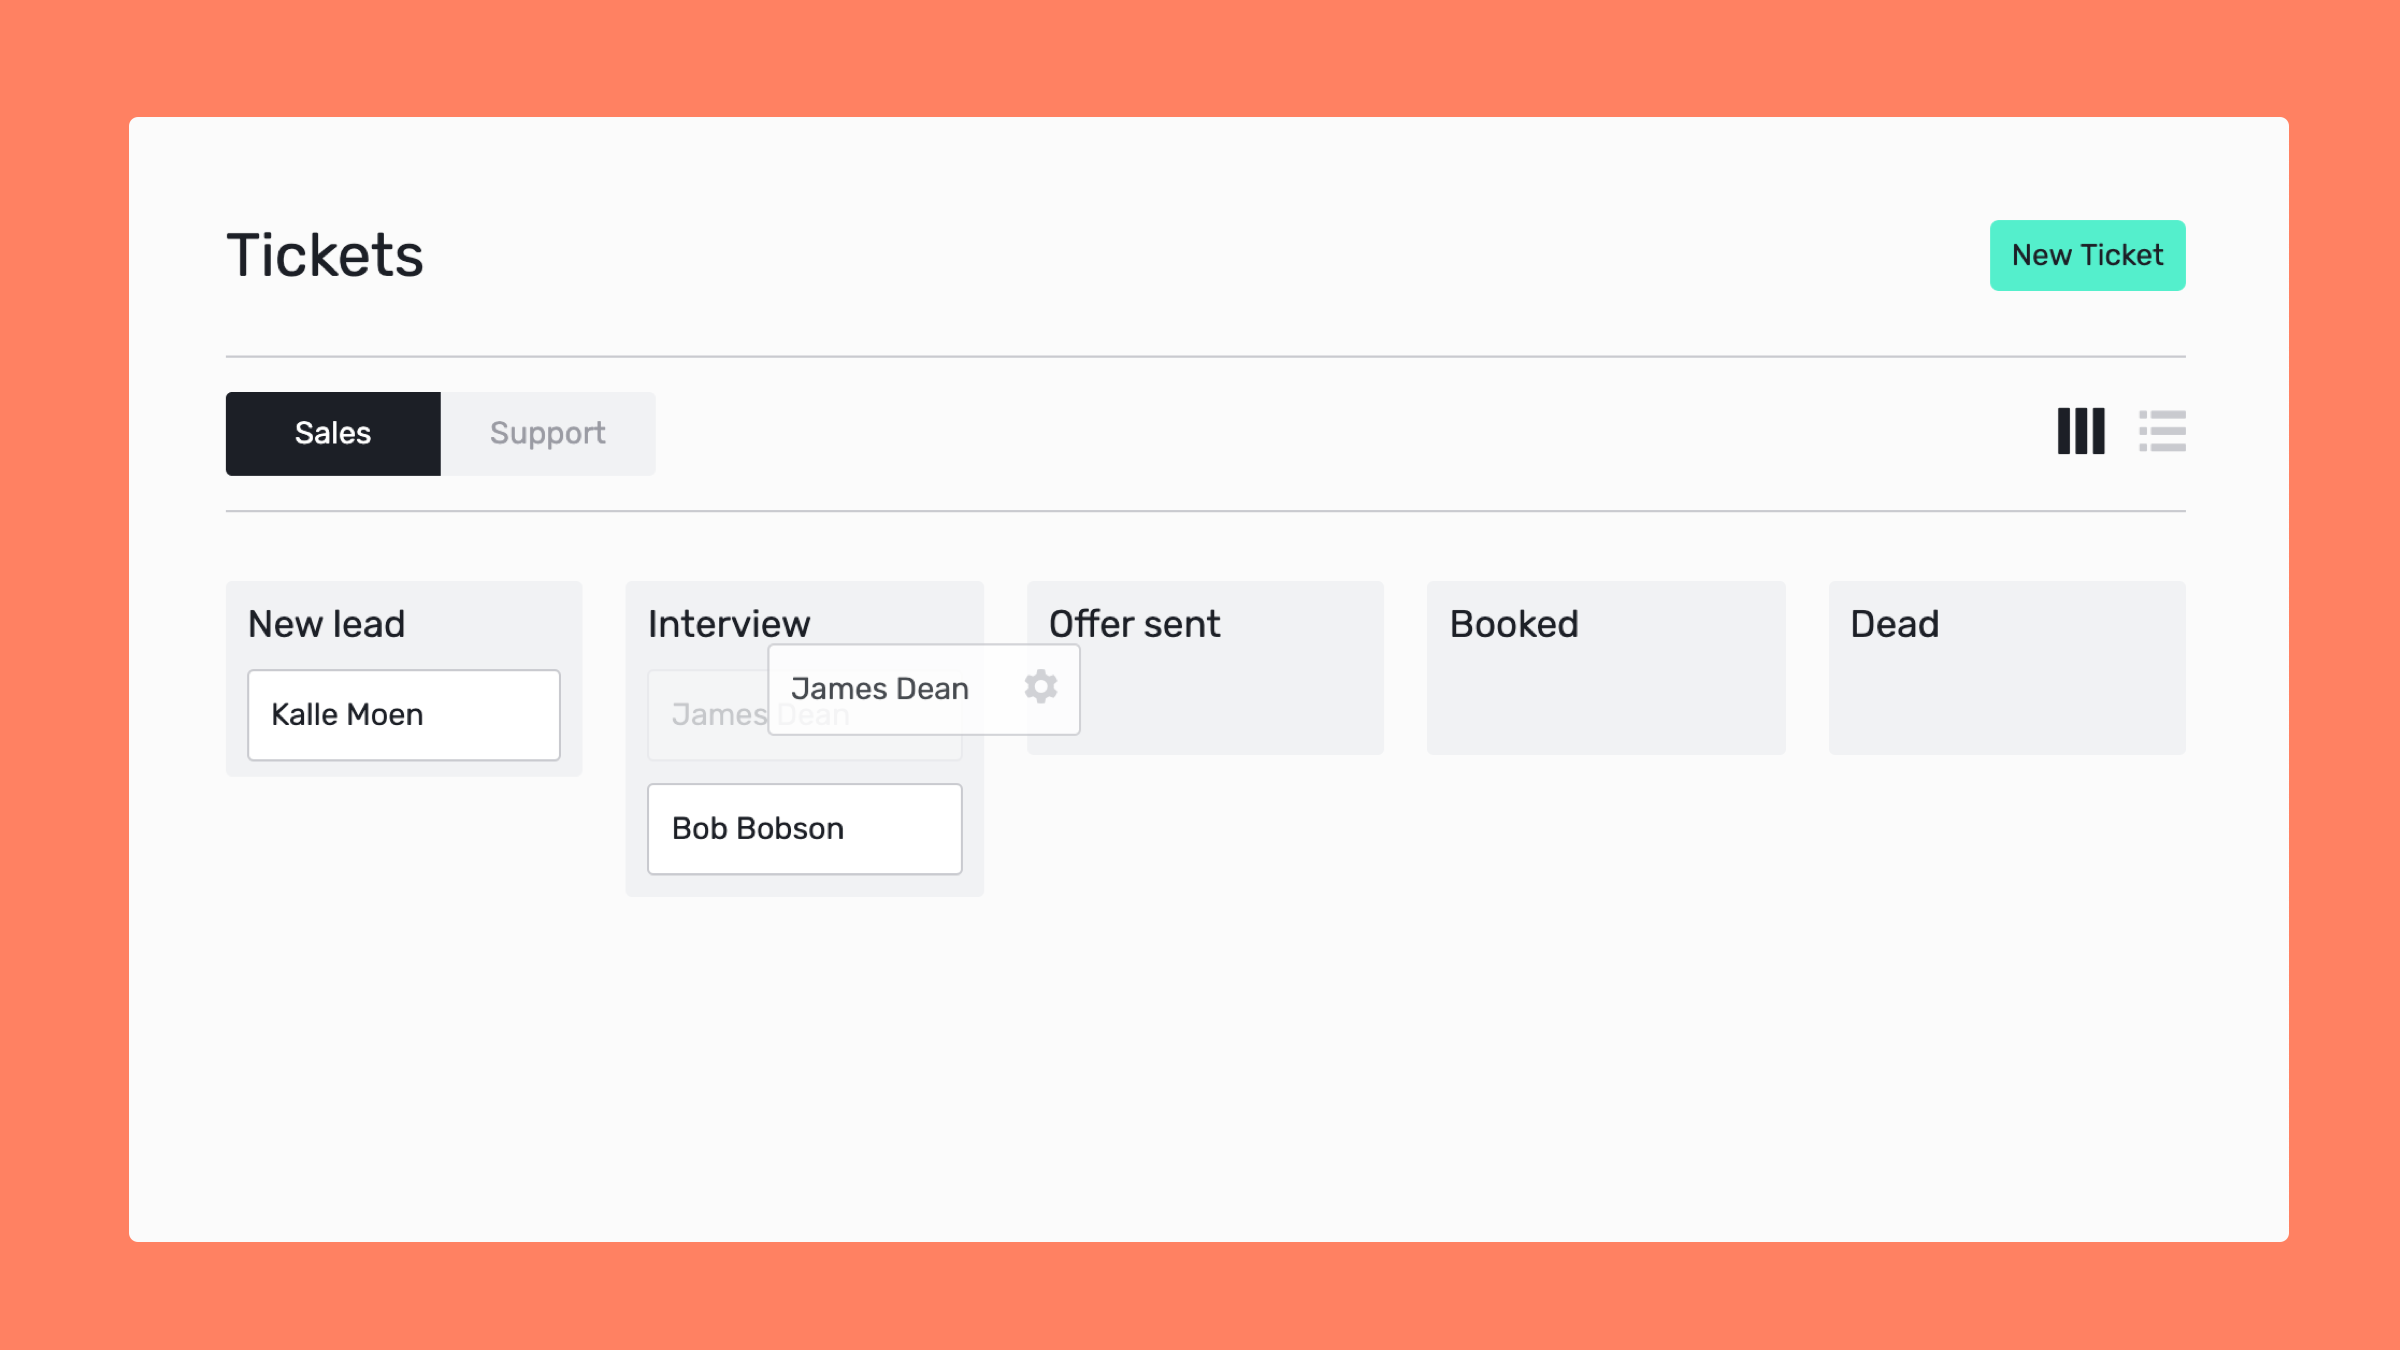 Tickets
New Ticket
Sales
Support
New lead
Kalle Moen
Interview
James Dean
James Dean
Bob Bobson
Offer sent
Booked
Dead